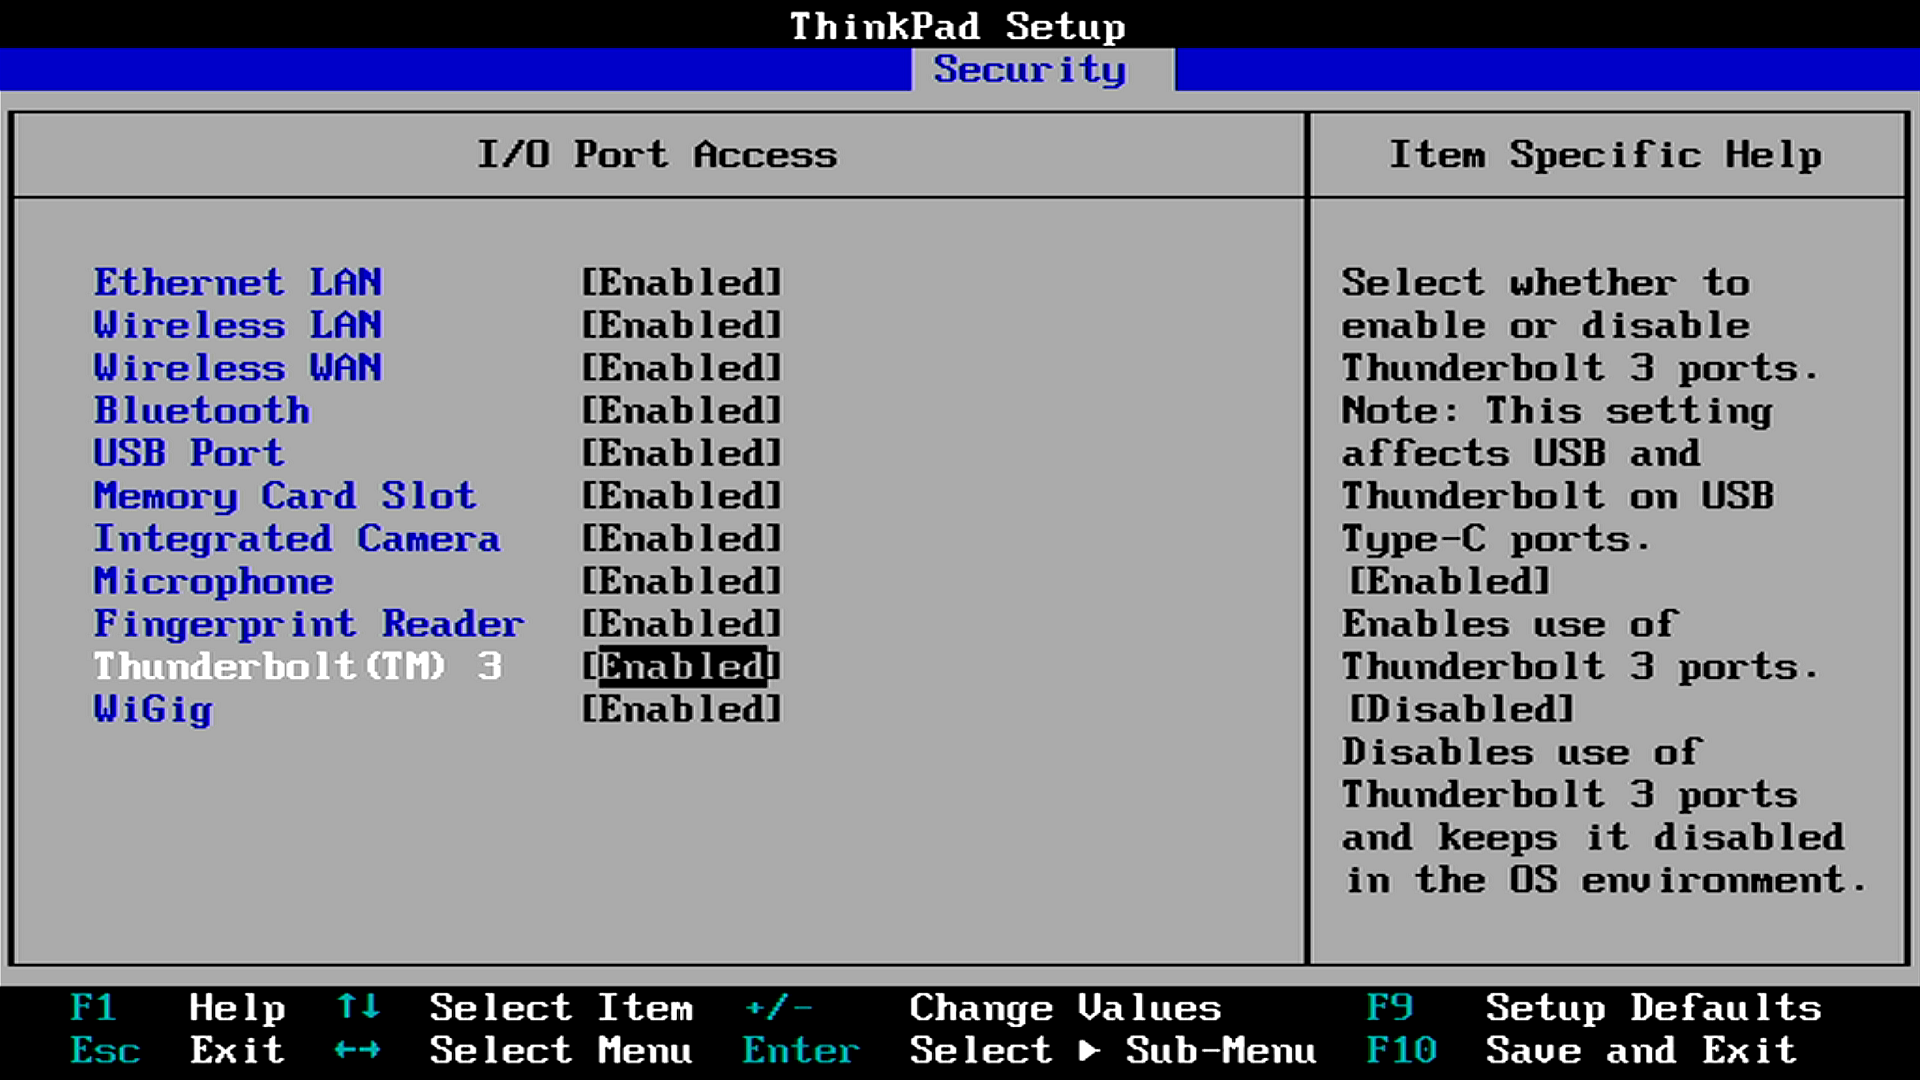 ThinkPad Setup
Security
I/O Port Access
Item Specific Help
Ethernet LAN [Enabled]
Wireless LAN [Enabled]
Wireless WAN [Enabled]
Bluetooth [Enabled]
USB Port [Enabled]
Memory Card Slot [Enabled]
Integrated Camera [Enabled]
Microphone [Enabled]
Fingerprint Reader [Enabled]
Thunderbolt(TM) 3 [Enabled]
WiGig [Enabled]
Select whether to
enable or disable
Thunderbolt 3 ports.
Note: This setting
affects USB and
Thunderbolt on USB
Type-C ports.
[Enabled]
Enables use of
Thunderbolt 3 ports.
[Disabled]
Disables use of
Thunderbolt 3 ports
and keeps it disabled
in the OS environment.
F1 Help ↑↓ Select Item +/- Change Values F9 Setup Defaults
Esc Exit ←→ Select Menu Enter Select ▶ Sub-Menu F10 Save and Exit